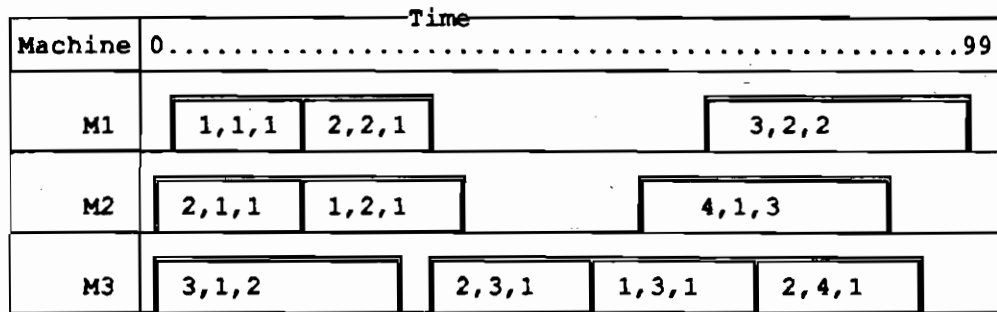 Time
Machine 0..................................................99
M1 1,1,1 2,2,1 3,2,2
M2 2,1,1 1,2,1 4,1,3
M3 3,1,2 2,3,1 1,3,1 2,4,1